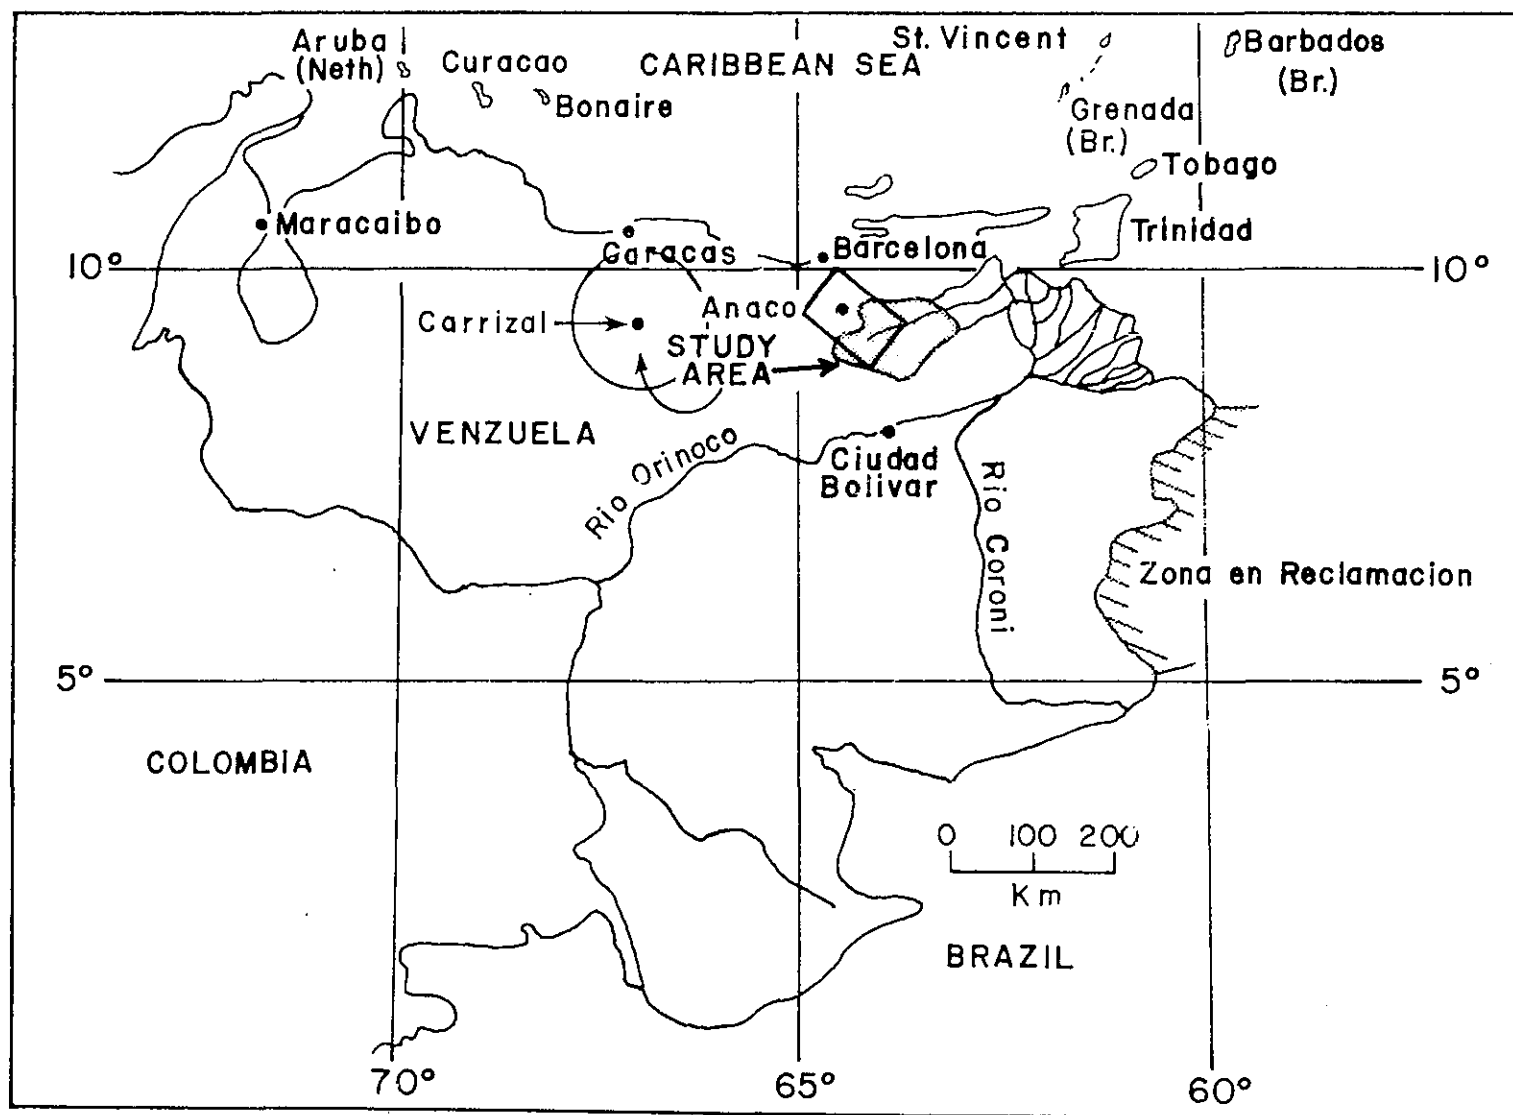 Aruba
(Neth)
Curacao
Bonaire
CARIBBEAN SEA
St. Vincent
Barbados
(Br.)
Grenada
(Br.)
Tobago
Trinidad
Maracaibo
Caracas
Barcelona
10°
10°
Anaco
Carrizal
STUDY
AREA
VENZUELA
Rio Orinoco
Ciudad
Bolivar
Rio Coroni
Zona en Reclamacion
5°
5°
COLOMBIA
0 100 200
Km
BRAZIL
70°
65°
60°